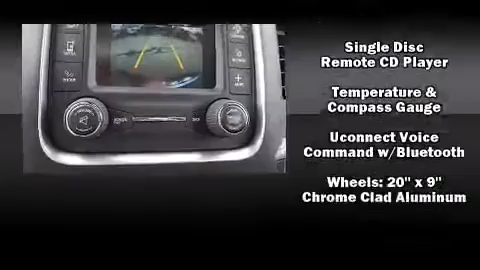 Single Disc
Remote CD Player
Temperature &
Compass Gauge
Uconnect Voice
Command w/Bluetooth
Wheels: 20" x 9"
Chrome Clad Aluminum